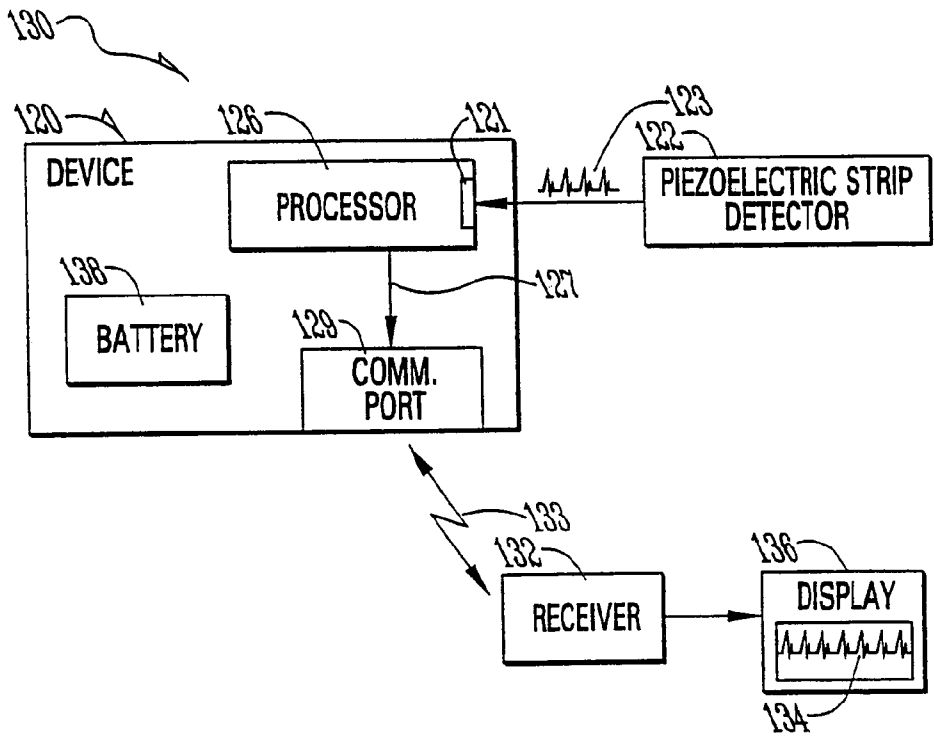 130
120
126
121
123
122
DEVICE
PROCESSOR
PIEZOELECTRIC STRIP
DETECTOR
138
127
BATTERY
129
COMM.
PORT
133
132
136
RECEIVER
DISPLAY
134